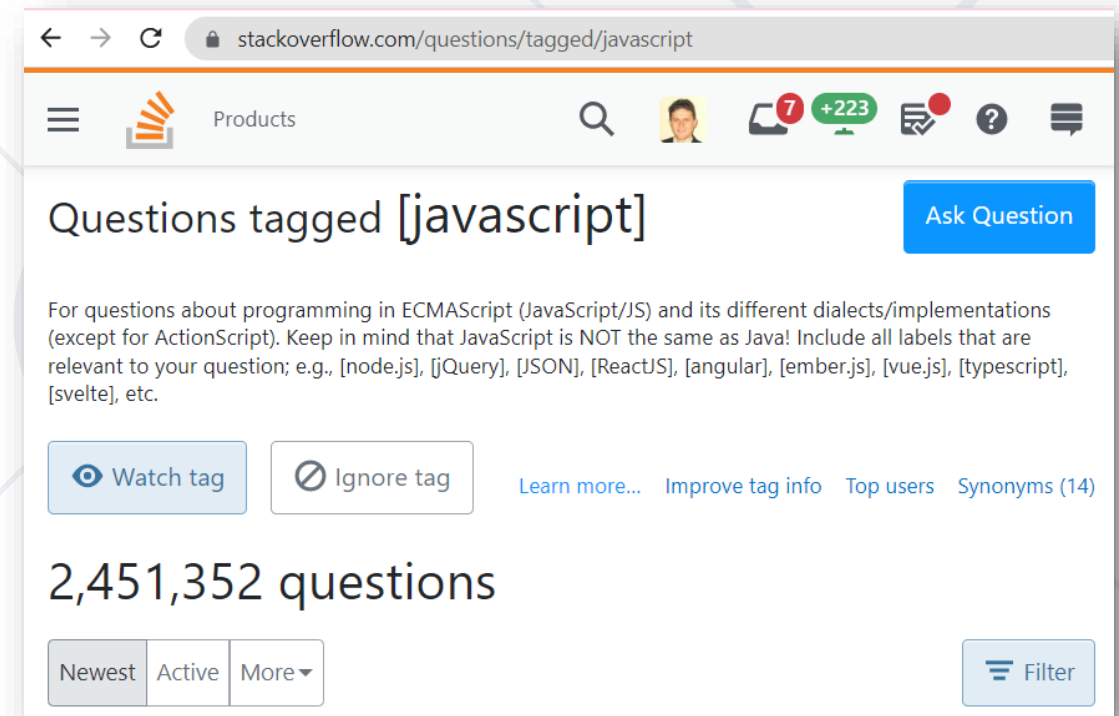 stackoverflow.com/questions/tagged/javascript
Products
7
+223
Questions tagged [javascript]
Ask Question
For questions about programming in ECMAScript (JavaScript/JS) and its different dialects/implementations
(except for ActionScript). Keep in mind that JavaScript is NOT the same as Java! Include all labels that are
relevant to your question; e.g., [node.js], [jQuery], [JSON], [ReactJS], [angular], [ember.js], [vue.js], [typescript],
[svelte], etc.
Watch tag
Ignore tag
Learn more...
Improve tag info
Top users
Synonyms (14)
2,451,352 questions
Newest
Active
More
Filter